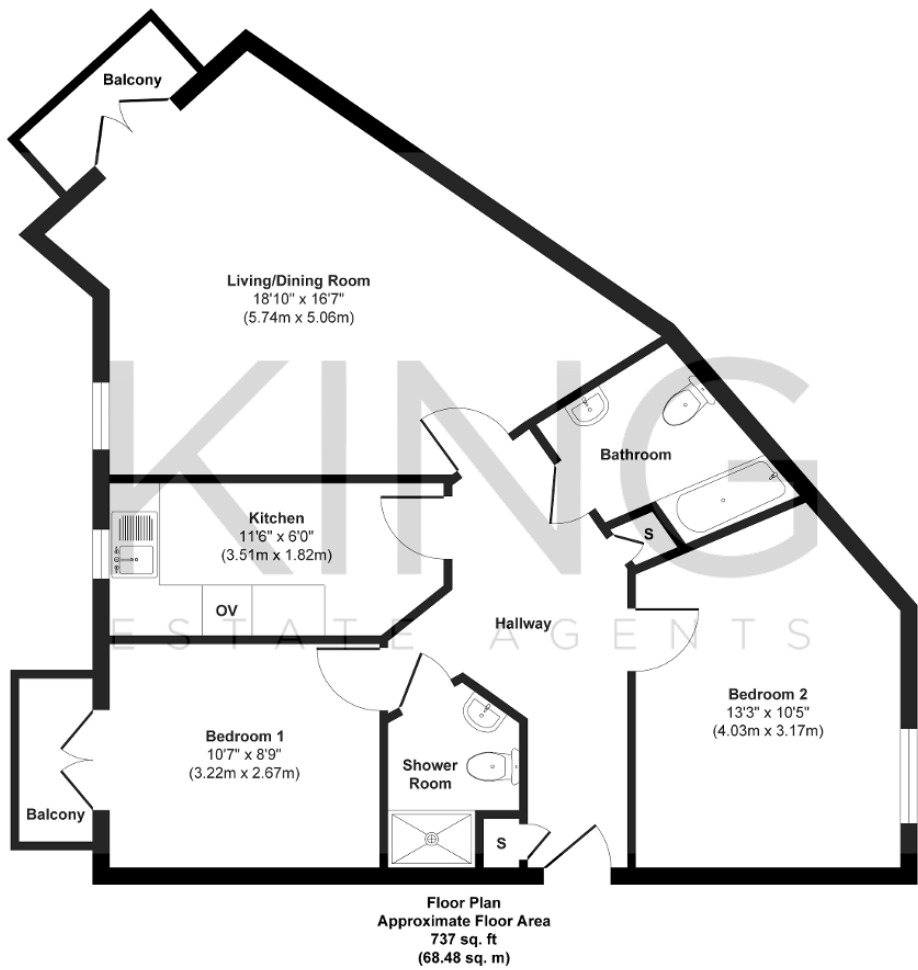 Balcony
Living/Dining Room
18'10" x 16'7"
(5.74m x 5.06m)
KING
ESTATE AGENTS
Bathroom
Kitchen
11'6" x 6'0"
(3.51m x 1.82m)
S
OV
Hallway
Bedroom 2
13'3" x 10'5"
(4.03m x 3.17m)
Bedroom 1
10'7" x 8'9"
(3.22m x 2.67m)
Shower
Room
Balcony
S
Floor Plan
Approximate Floor Area
737 sq. ft
(68.48 sq. m)